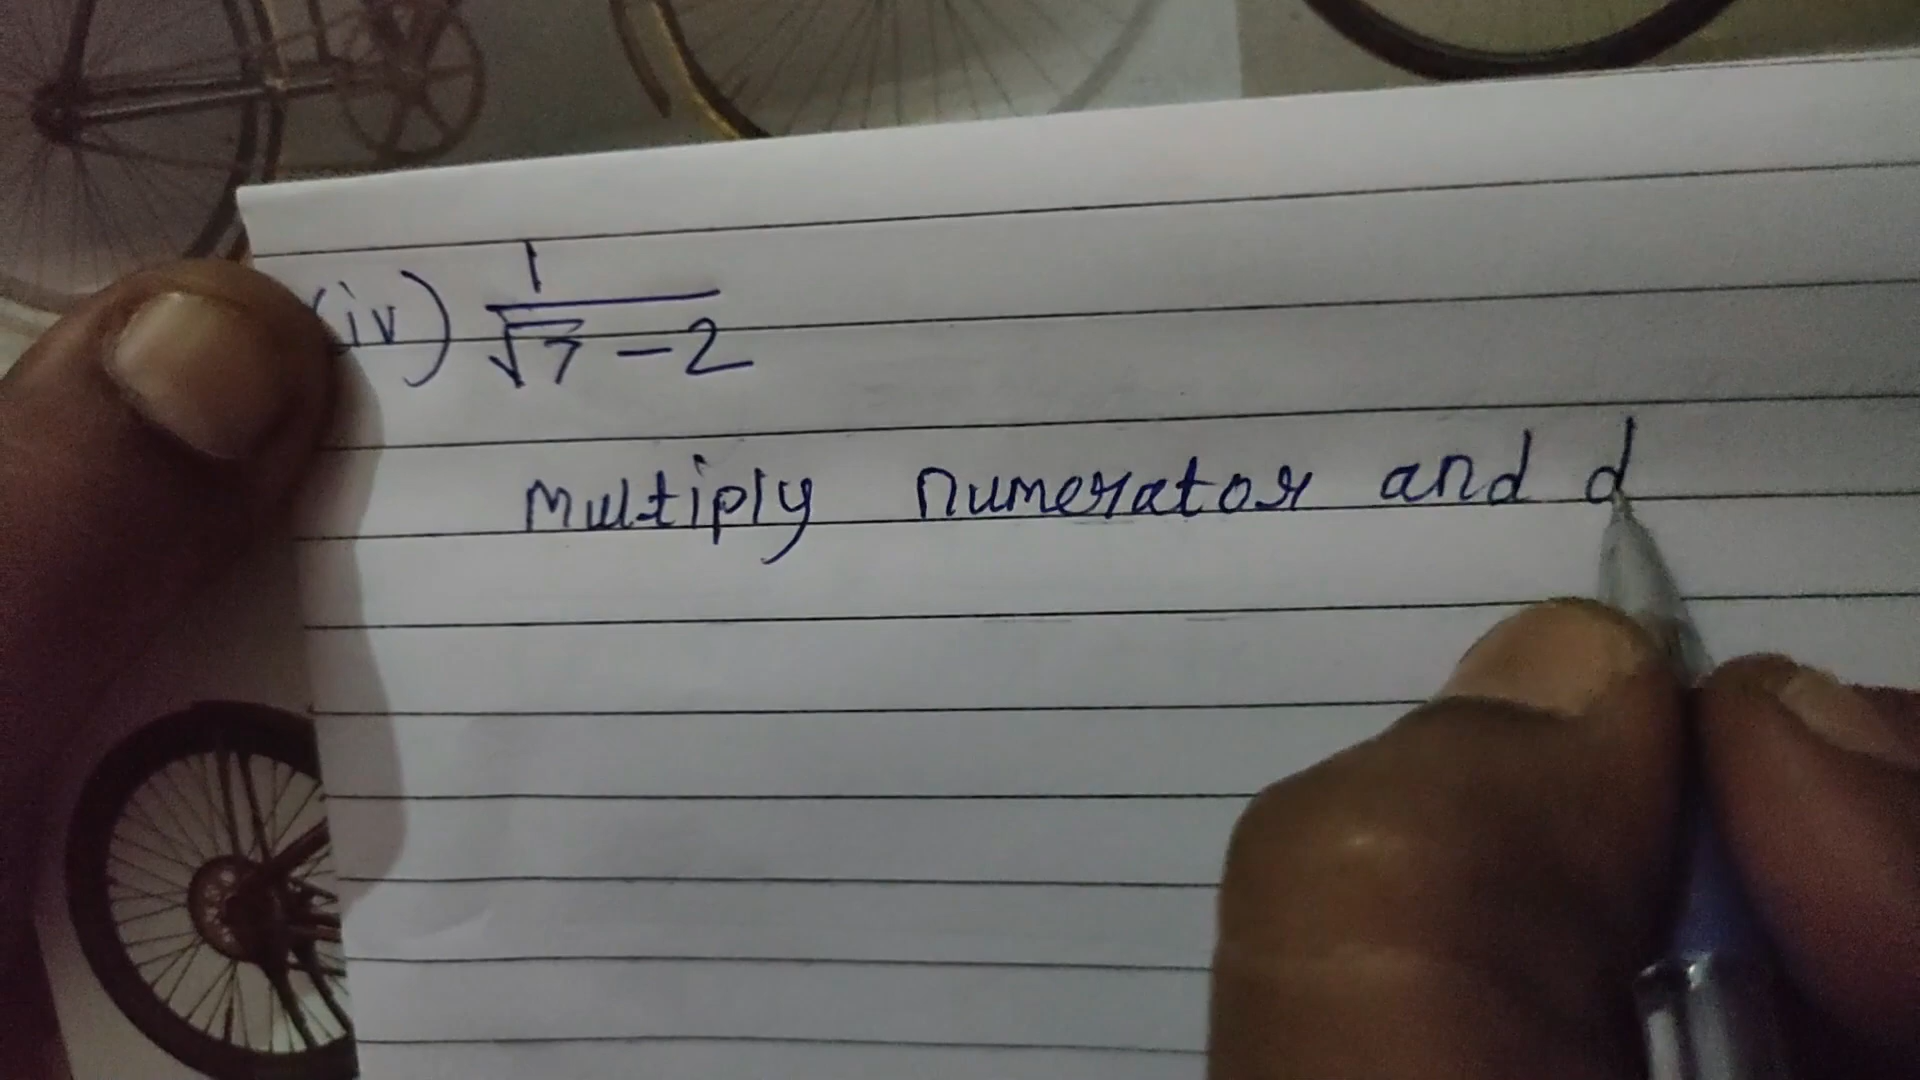 (iv) 1
√7 - 2
Multiply numerator and d